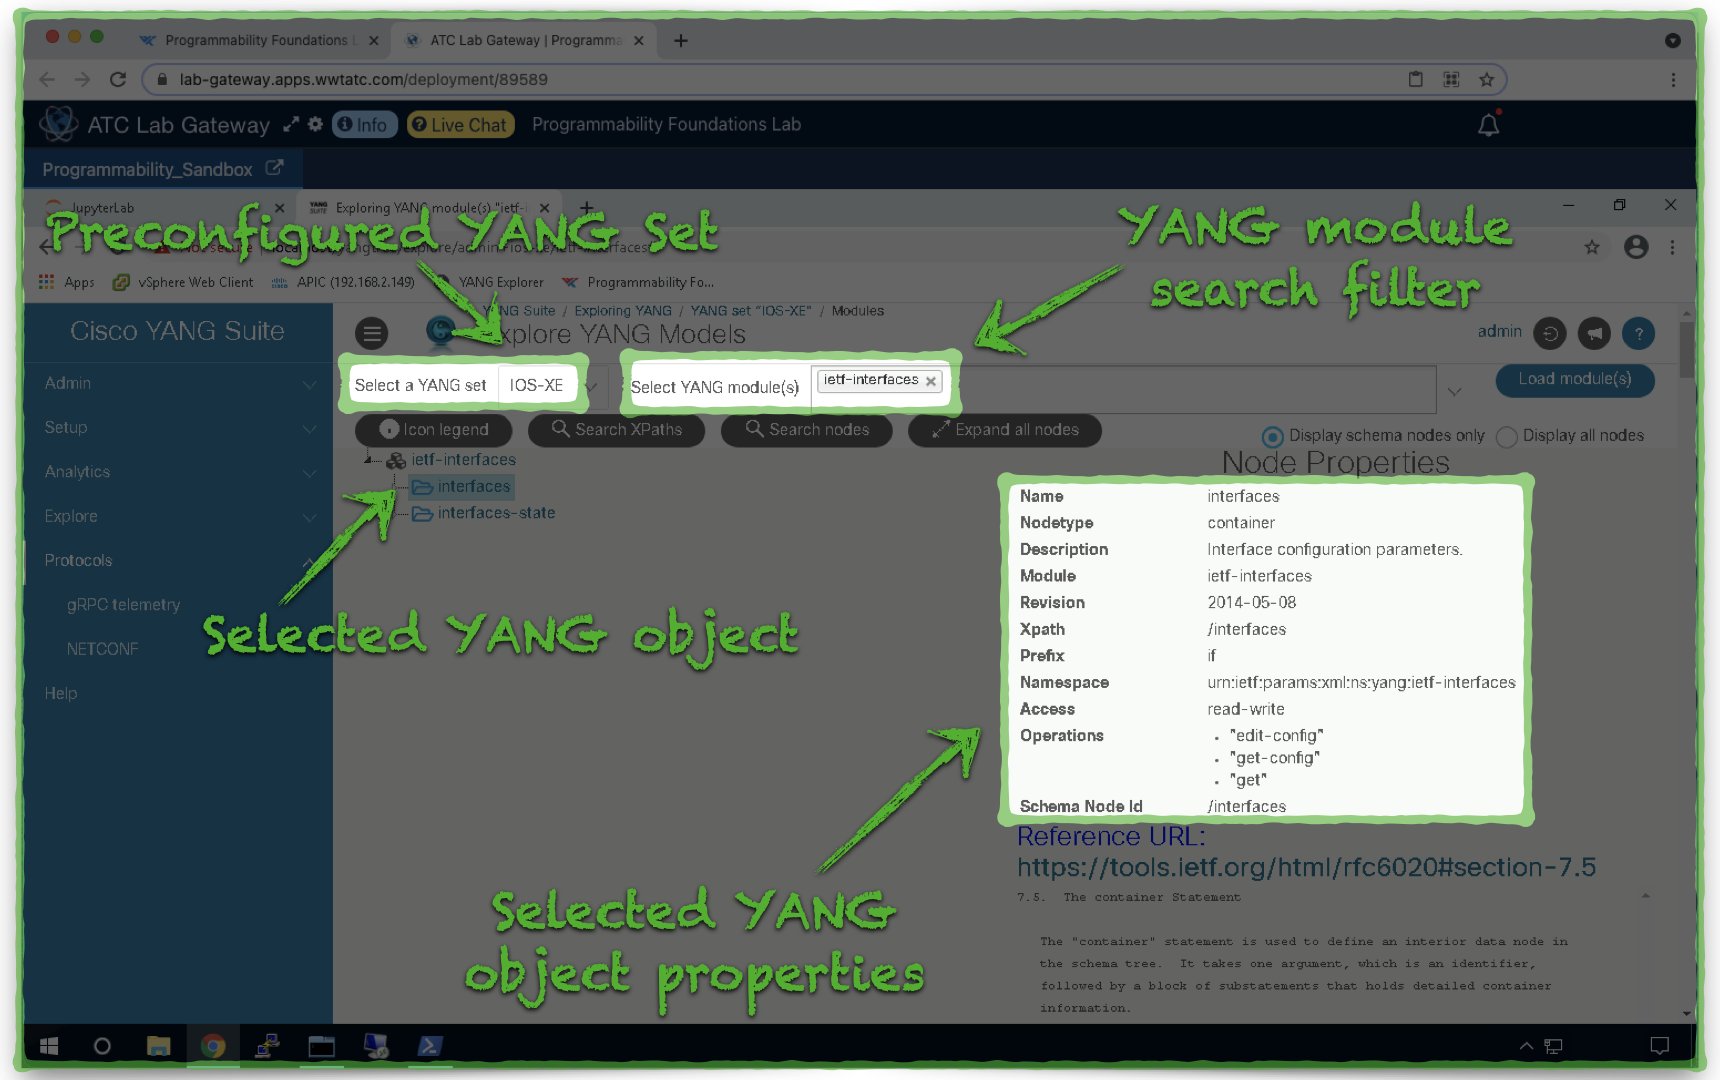 Programmability Foundations L
ATC Lab Gateway | Programma
lab-gateway.apps.wwtatc.com/deployment/89589
ATC Lab Gateway
Info
Live Chat
Programmability Foundations Lab
Programmability_Sandbox
JupyterLab
Exploring YANG module(s) "ietf-i
Preconfigured YANG Set
YANG module
search filter
Apps
vSphere Web Client
APIC (192.168.2.149)
YANG Explorer
Programmability Fo...
Cisco YANG Suite
YANG Suite / Exploring YANG / YANG set "IOS-XE" / Modules
Explore YANG Models
admin
Admin
Setup
Analytics
Explore
Protocols
gRPC telemetry
NETCONF
Help
Select a YANG set
IOS-XE
Select YANG module(s)
ietf-interfaces
Load module(s)
Icon legend
Search XPaths
Search nodes
Expand all nodes
Display schema nodes only
Display all nodes
ietf-interfaces
interfaces
interfaces-state
Selected YANG object
Node Properties
Name interfaces
Nodetype container
Description Interface configuration parameters.
Module ietf-interfaces
Revision 2014-05-08
Xpath /interfaces
Prefix if
Namespace urn:ietf:params:xml:ns:yang:ietf-interfaces
Access read-write
Operations
"edit-config"
"get-config"
"get"
Schema Node Id /interfaces
Selected YANG
object properties
Reference URL:
https://tools.ietf.org/html/rfc6020#section-7.5
7.5. The container Statement
The "container" statement is used to define an interior data node in
the schema tree. It takes one argument, which is an identifier,
followed by a block of substatements that holds detailed container
information.